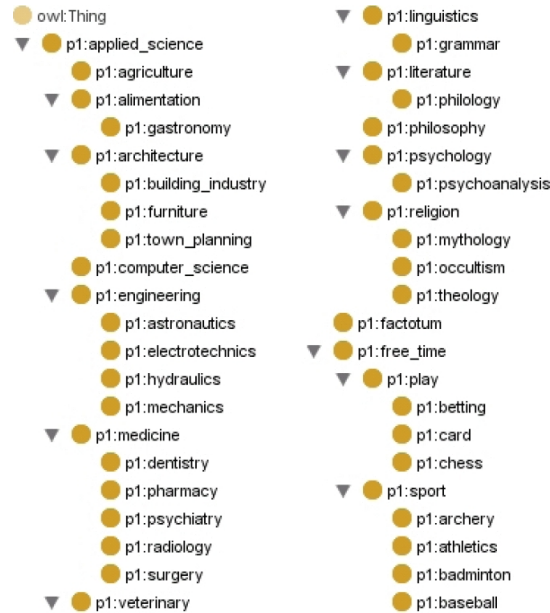 owl:Thing
p1:applied_science
p1:agriculture
p1:alimentation
p1:gastronomy
p1:architecture
p1:building_industry
p1:furniture
p1:town_planning
p1:computer_science
p1:engineering
p1:astronautics
p1:electrotechnics
p1:hydraulics
p1:mechanics
p1:medicine
p1:dentistry
p1:pharmacy
p1:psychiatry
p1:radiology
p1:surgery
p1:veterinary
p1:linguistics
p1:grammar
p1:literature
p1:philology
p1:philosophy
p1:psychology
p1:psychoanalysis
p1:religion
p1:mythology
p1:occultism
p1:theology
p1:factotum
p1:free_time
p1:play
p1:betting
p1:card
p1:chess
p1:sport
p1:archery
p1:athletics
p1:badminton
p1:baseball